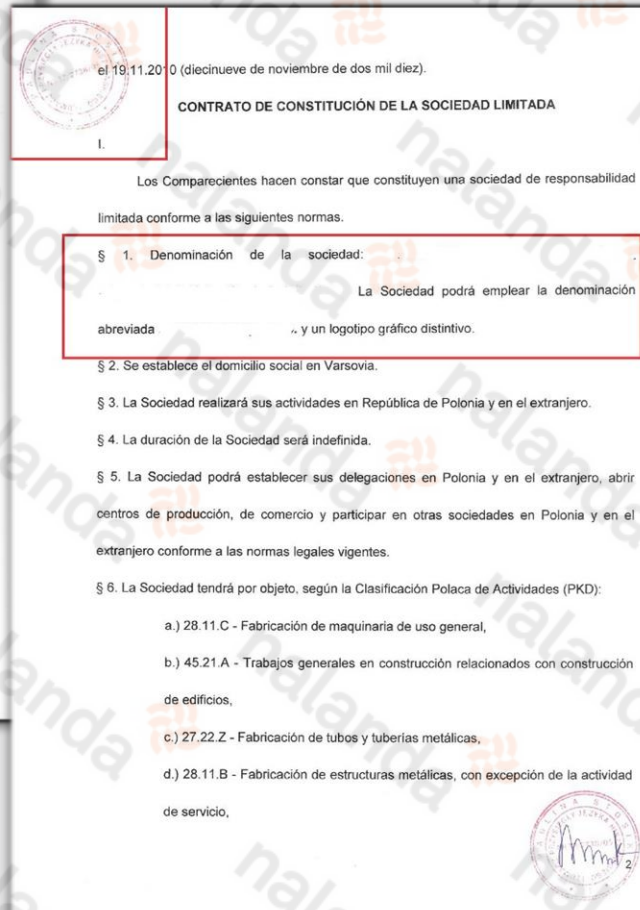 el 19.11.2010 (diecinueve de noviembre de dos mil diez).
CONTRATO DE CONSTITUCIÓN DE LA SOCIEDAD LIMITADA
I.
Los Comparecientes hacen constar que constituyen una sociedad de responsabilidad
limitada conforme a las siguientes normas.
§ 1. Denominación de la sociedad:
La Sociedad podrá emplear la denominación
abreviada y un logotipo gráfico distintivo.
§ 2. Se establece el domicilio social en Varsovia.
§ 3. La Sociedad realizará sus actividades en República de Polonia y en el extranjero.
§ 4. La duración de la Sociedad será indefinida.
§ 5. La Sociedad podrá establecer sus delegaciones en Polonia y en el extranjero, abrir
centros de producción, de comercio y participar en otras sociedades en Polonia y en el
extranjero conforme a las normas legales vigentes.
§ 6. La Sociedad tendrá por objeto, según la Clasificación Polaca de Actividades (PKD):
a.) 28.11.C - Fabricación de maquinaria de uso general,
b.) 45.21.A - Trabajos generales en construcción relacionados con construcción
de edificios,
c.) 27.22.Z - Fabricación de tubos y tuberías metálicas,
d.) 28.11.B - Fabricación de estructuras metálicas, con excepción de la actividad
de servicio,
2
nalanda